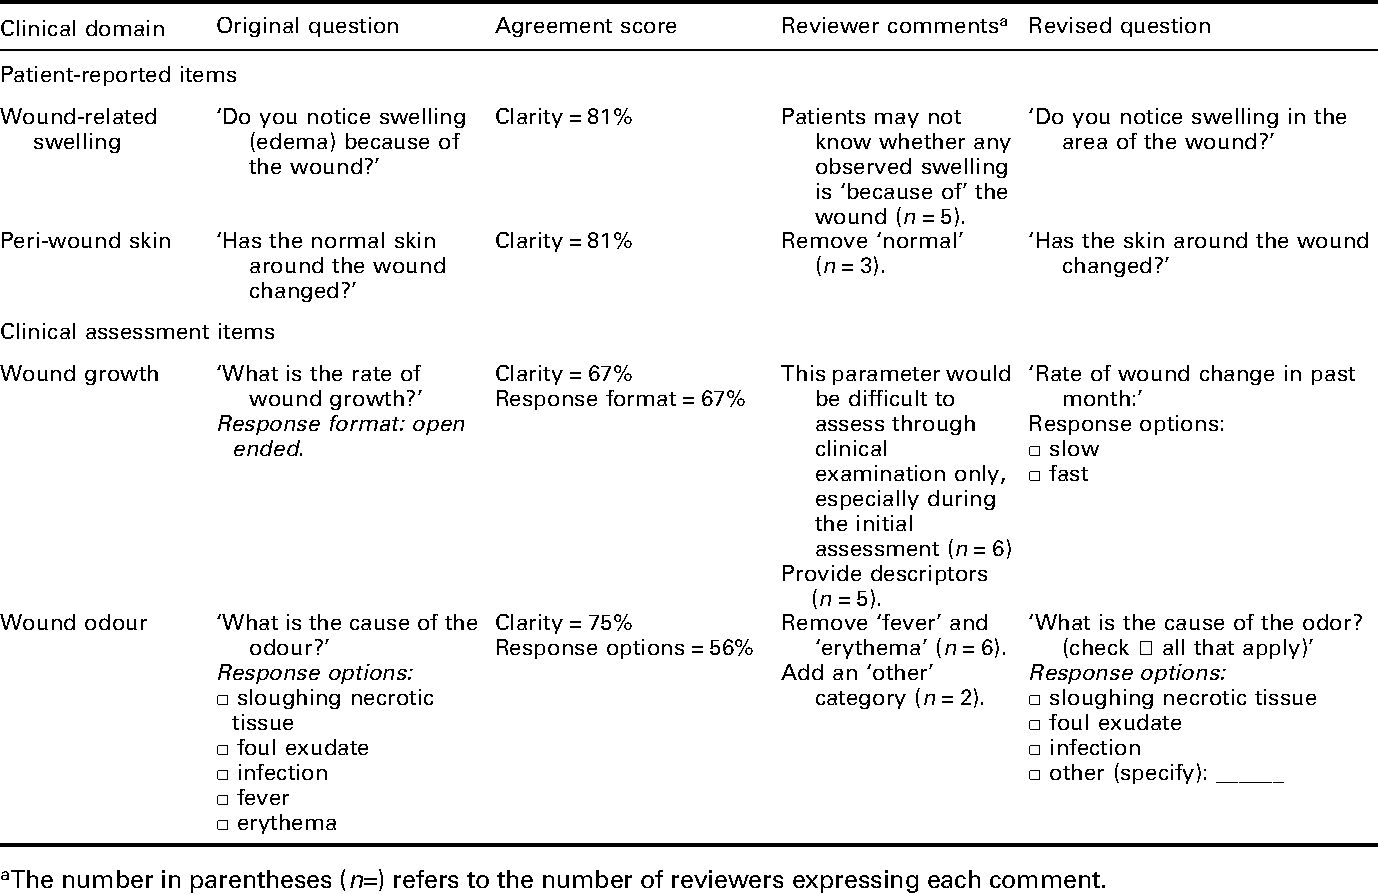 Clinical domain Original question Agreement score Reviewer commentsᵃ Revised question
Patient-reported items
Wound-related ‘Do you notice swelling Clarity = 81% Patients may not ‘Do you notice swelling in the
swelling (edema) because of know whether any area of the wound?’
the wound?’ observed swelling
is ‘because of’ the
wound (n = 5).
Peri-wound skin ‘Has the normal skin Clarity = 81% Remove ‘normal’ ‘Has the skin around the wound
around the wound (n = 3). changed?’
changed?’
Clinical assessment items
Wound growth ‘What is the rate of Clarity = 67% This parameter would ‘Rate of wound change in past
wound growth?’ Response format = 67% be difficult to month:’
Response format: open assess through Response options:
ended. clinical □ slow
examination only, □ fast
especially during
the initial
assessment (n = 6)
Provide descriptors
(n = 5).
Wound odour ‘What is the cause of the Clarity = 75% Remove ‘fever’ and ‘What is the cause of the odor?
odour?’ Response options = 56% ‘erythema’ (n = 6). (check □ all that apply)’
Response options: Add an ‘other’ Response options:
□ sloughing necrotic category (n = 2). □ sloughing necrotic tissue
tissue □ foul exudate
□ foul exudate □ infection
□ infection □ other (specify): ______
□ fever
□ erythema
ᵃThe number in parentheses (n=) refers to the number of reviewers expressing each comment.